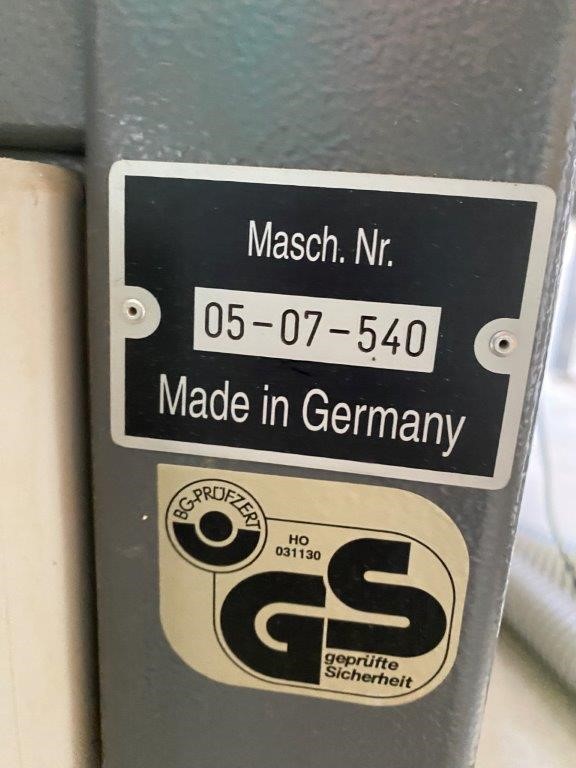 Masch. Nr.
05-07-540
Made in Germany
BG-PRÜFZERT
HO
031130
GS
geprüfte
Sicherheit